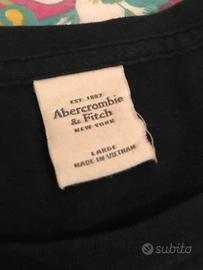 EST. 1892
Abercrombie
& Fitch
NEW YORK
LARGE
MADE IN VIETNAM
subito